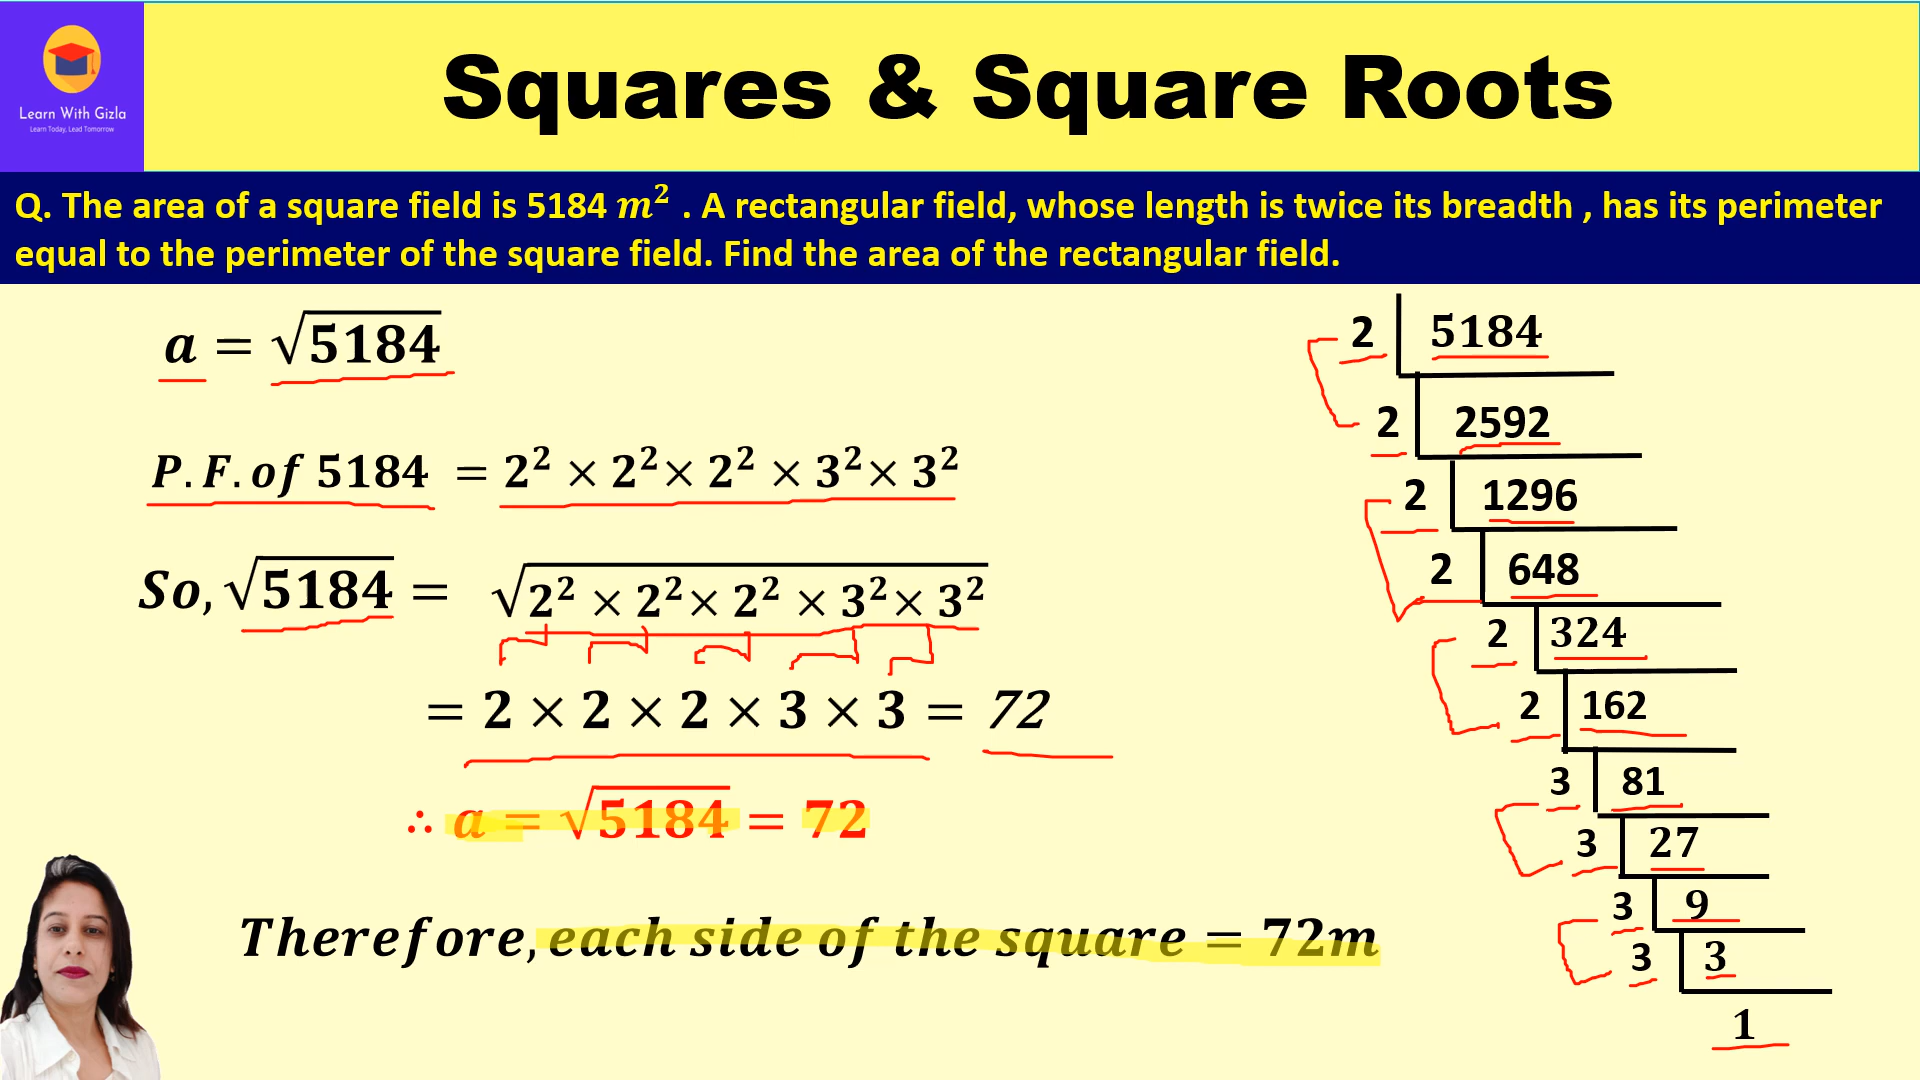 Learn With Gizla
Learn Today, Lead Tomorrow
Squares & Square Roots
Q. The area of a square field is 5184 m² . A rectangular field, whose length is twice its breadth , has its perimeter
equal to the perimeter of the square field. Find the area of the rectangular field.
a = √5184
P.F.of 5184 = 2² × 2² × 2² × 3² × 3²
So, √5184 = √2² × 2² × 2² × 3² × 3²
= 2 × 2 × 2 × 3 × 3 = 72
∴ a = √5184 = 72
Therefore, each side of the square = 72m
2 5184
2 2592
2 1296
2 648
2 324
2 162
3 81
3 27
3 9
3 3
1